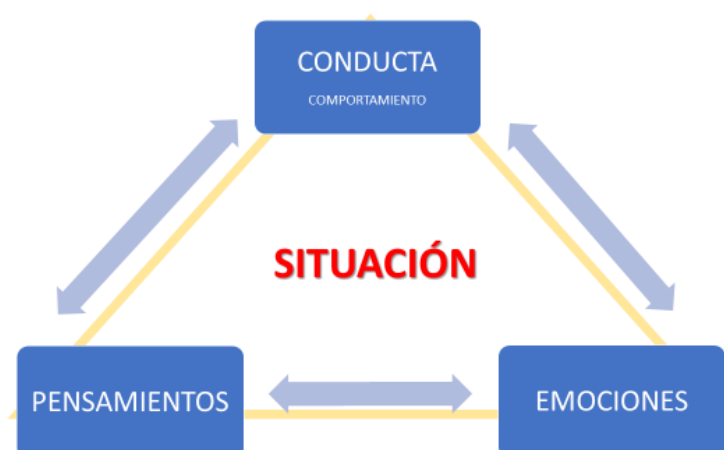 CONDUCTA
COMPORTAMIENTO
SITUACIÓN
PENSAMIENTOS
EMOCIONES